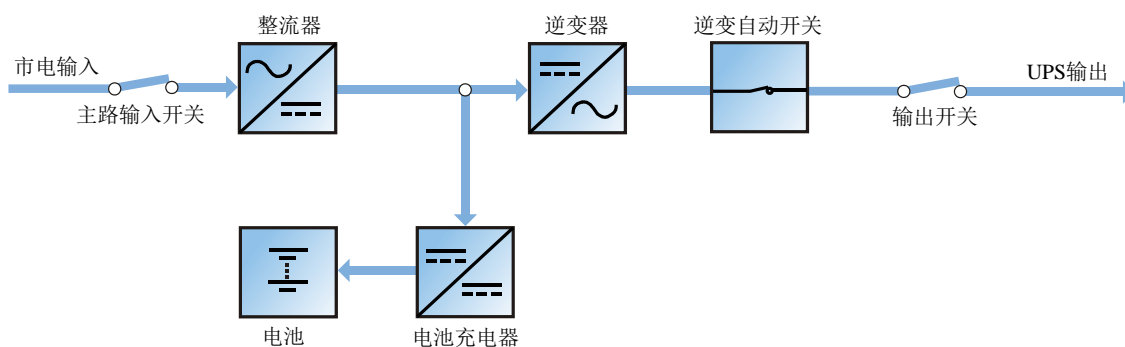 整流器
逆变器
逆变自动开关
市电输入
UPS输出
主路输入开关
输出开关
电池
电池充电器